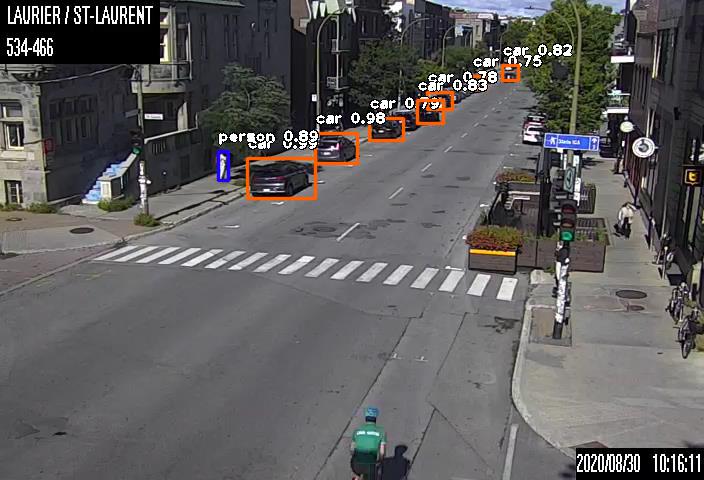 LAURIER / ST-LAURENT
534-466
car 0.82
car 0.75
car 0.78
car 0.83
car 0.79
car 0.98
person 0.89
car 0.99
2020/08/30 10:16:11